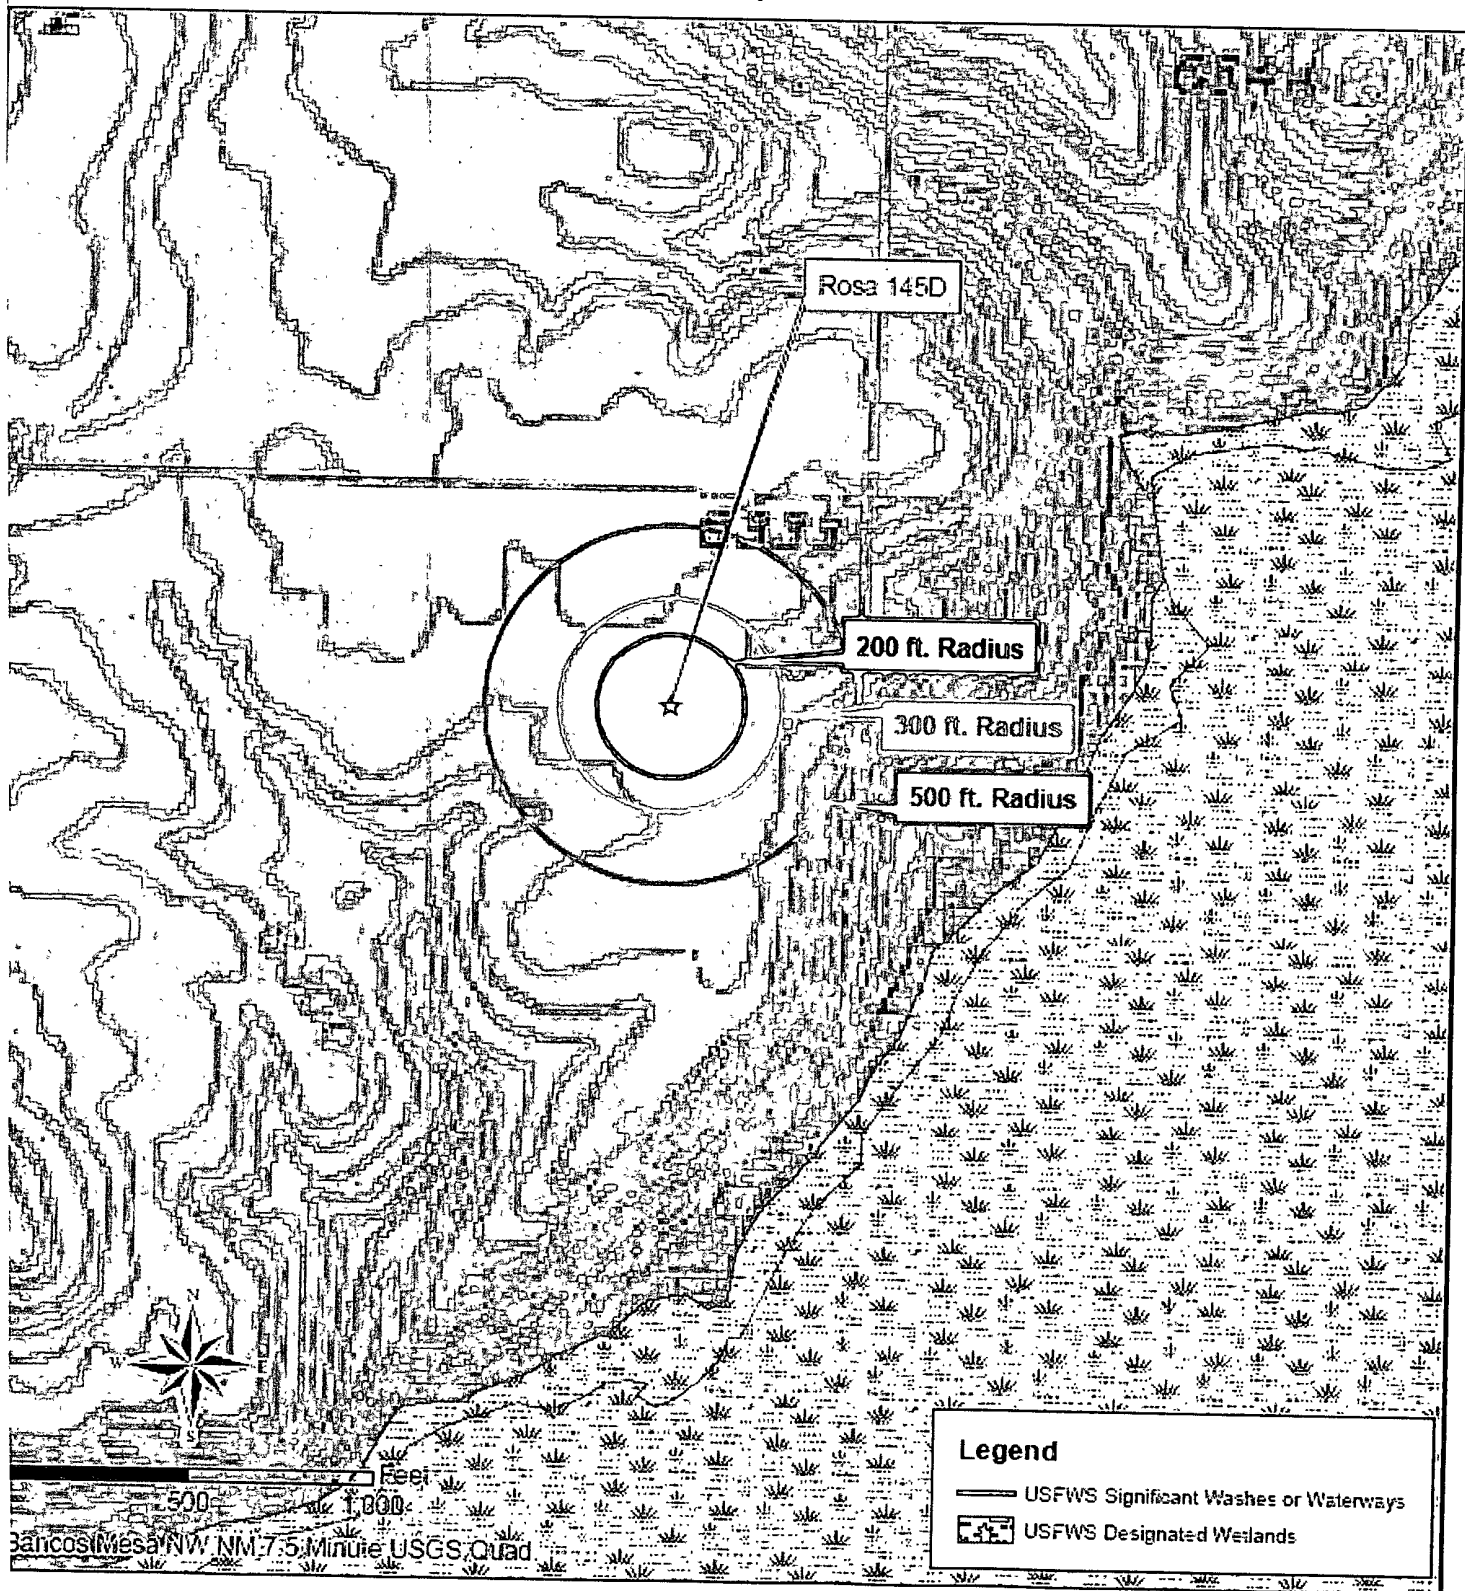 Rosa 145D
200 ft. Radius
300 ft. Radius
500 ft. Radius
N
W
S
Feet
500
1,000
Bancos Mesa NW NM 7.5 Minute USGS Quad
Legend
USFWS Significant Washes or Waterways
USFWS Designated Wetlands